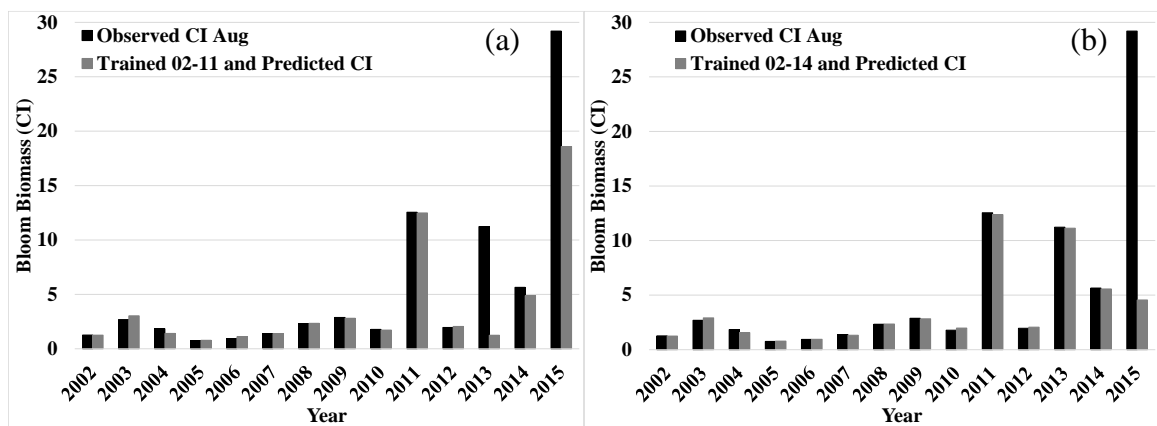 (a)
Observed CI Aug
Trained 02-11 and Predicted CI
Bloom Biomass (CI)
30
25
20
15
10
5
0
2002 2003 2004 2005 2006 2007 2008 2009 2010 2011 2012 2013 2014 2015
Year
(b)
Observed CI Aug
Trained 02-14 and Predicted CI
Bloom Biomass (CI)
30
25
20
15
10
5
0
2002 2003 2004 2005 2006 2007 2008 2009 2010 2011 2012 2013 2014 2015
Year